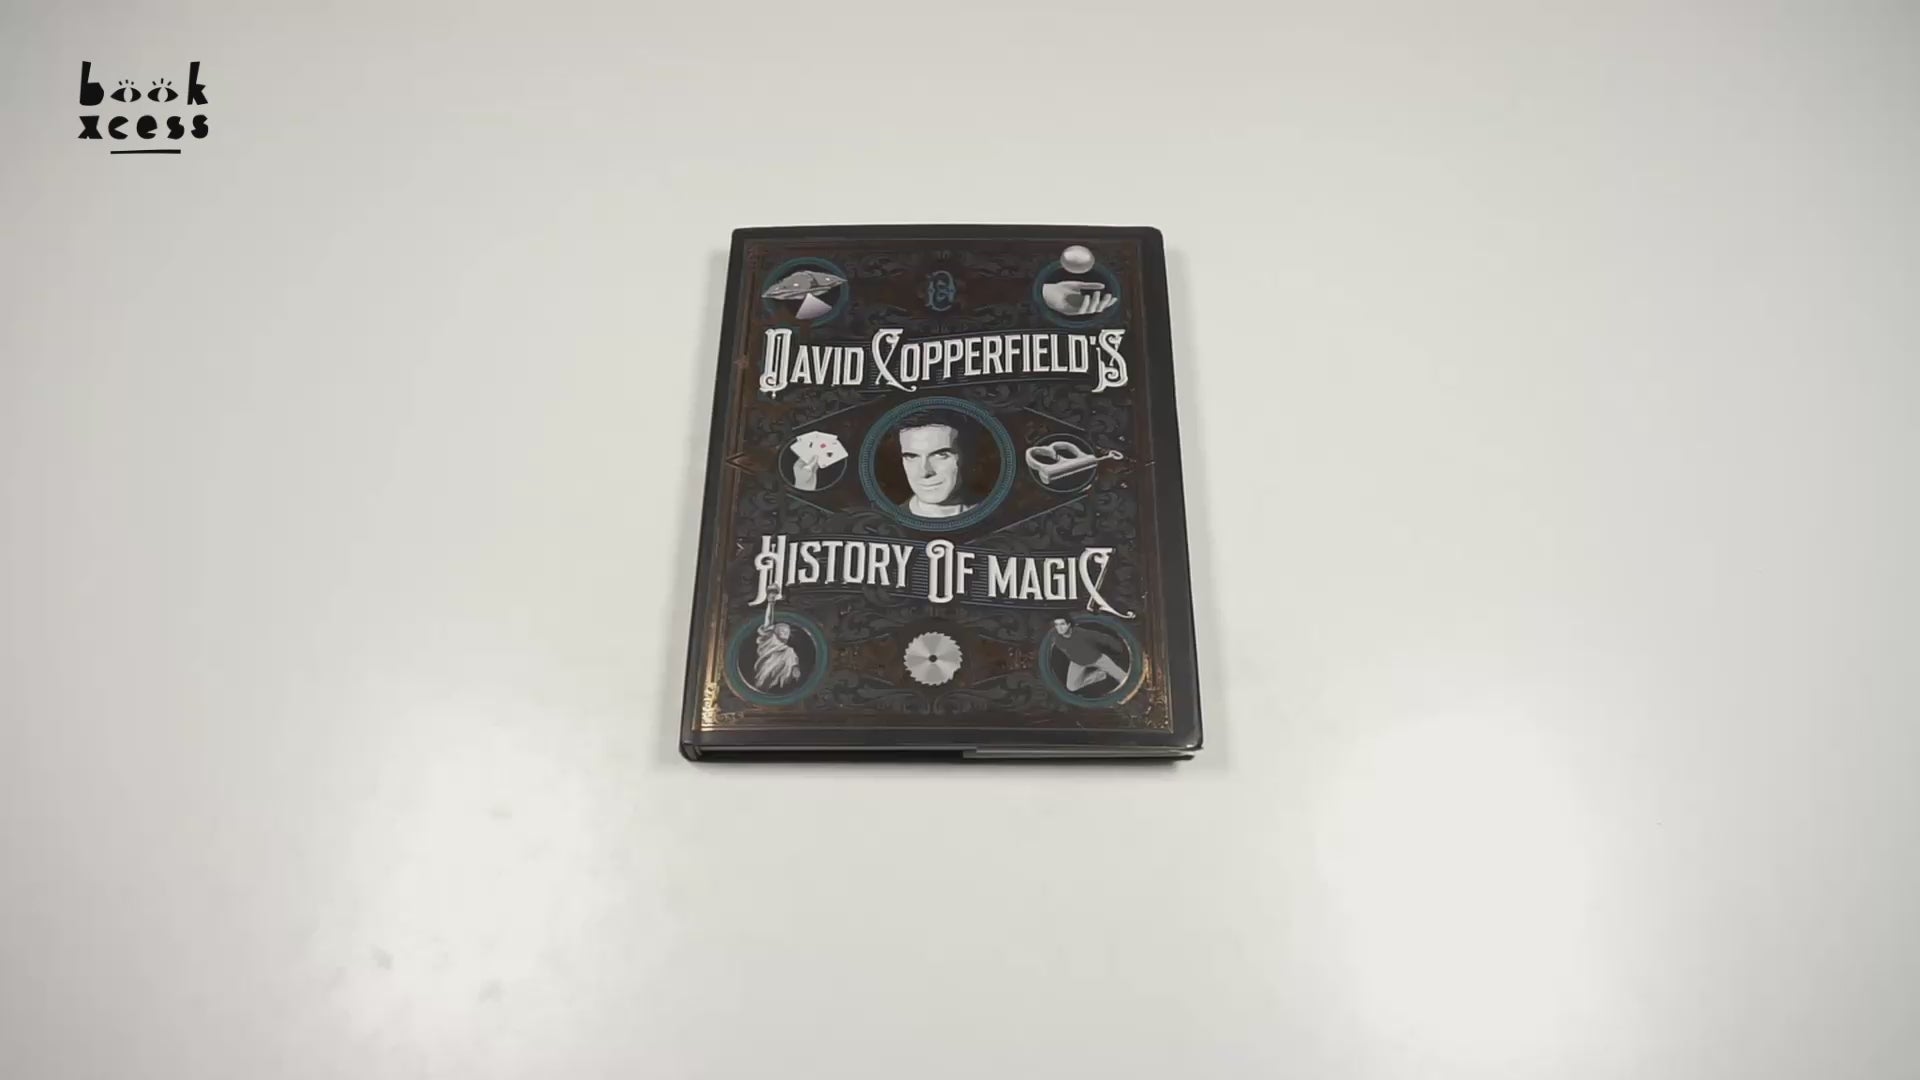 book
xcess
DAVID COPPERFIELD'S
HISTORY OF MAGIC